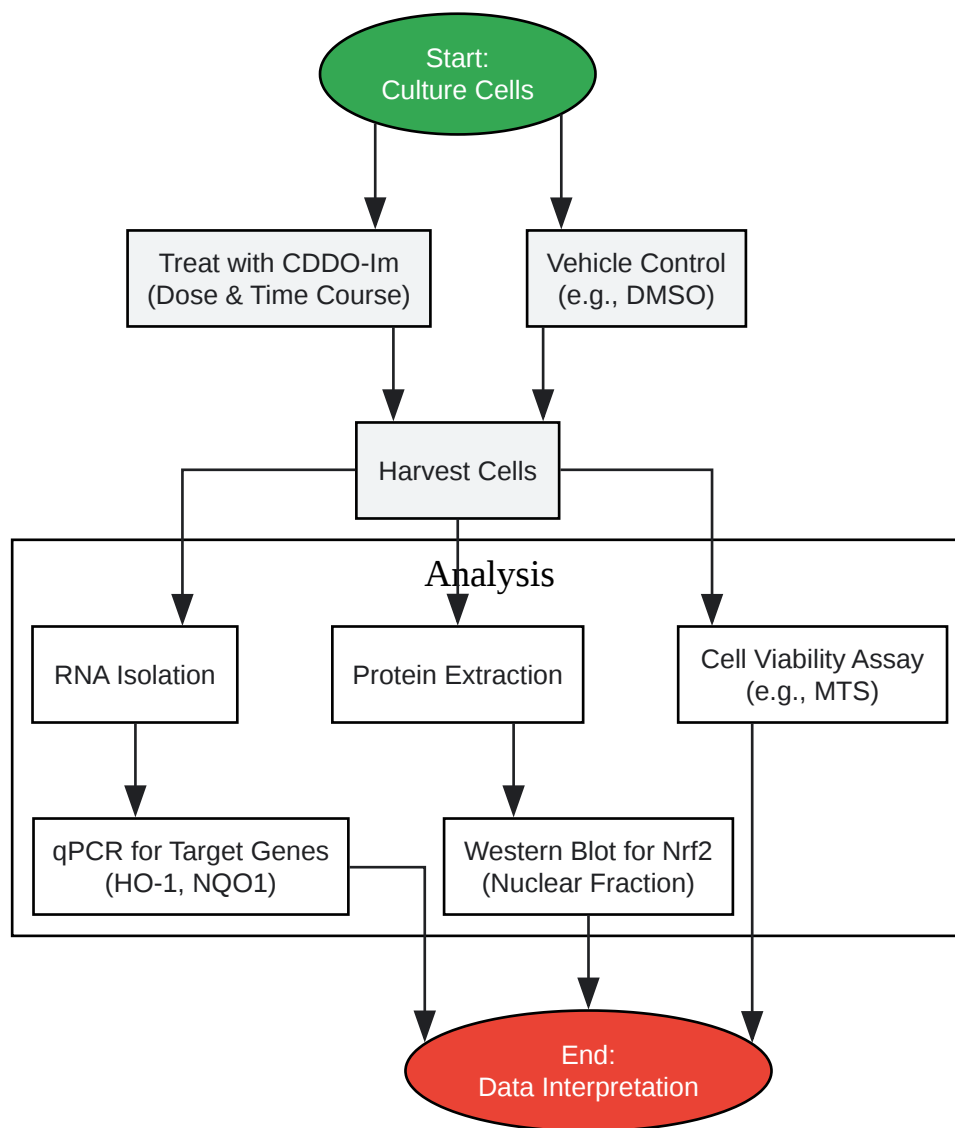 Start:
Culture Cells
Treat with CDDO-Im
(Dose & Time Course)
Vehicle Control
(e.g., DMSO)
Harvest Cells
Analysis
RNA Isolation
Protein Extraction
Cell Viability Assay
(e.g., MTS)
qPCR for Target Genes
(HO-1, NQO1)
Western Blot for Nrf2
(Nuclear Fraction)
End:
Data Interpretation